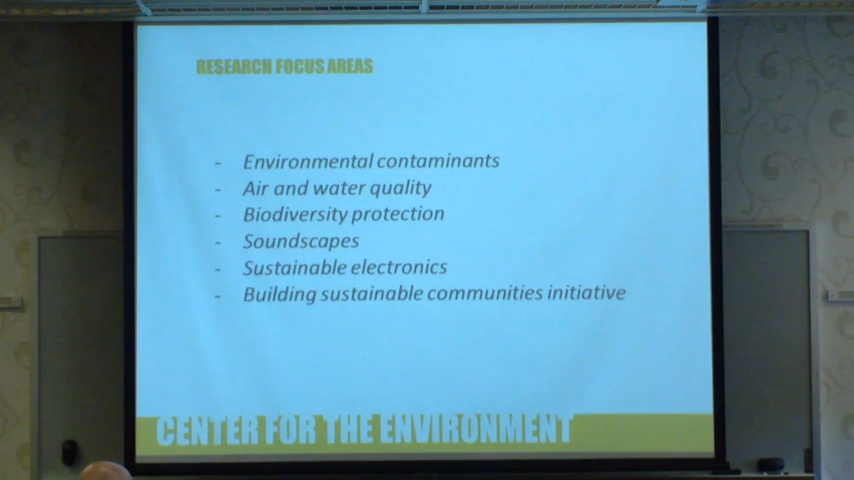 RESEARCH FOCUS AREAS
- Environmental contaminants
- Air and water quality
- Biodiversity protection
- Soundscapes
- Sustainable electronics
- Building sustainable communities initiative
CENTER FOR THE ENVIRONMENT